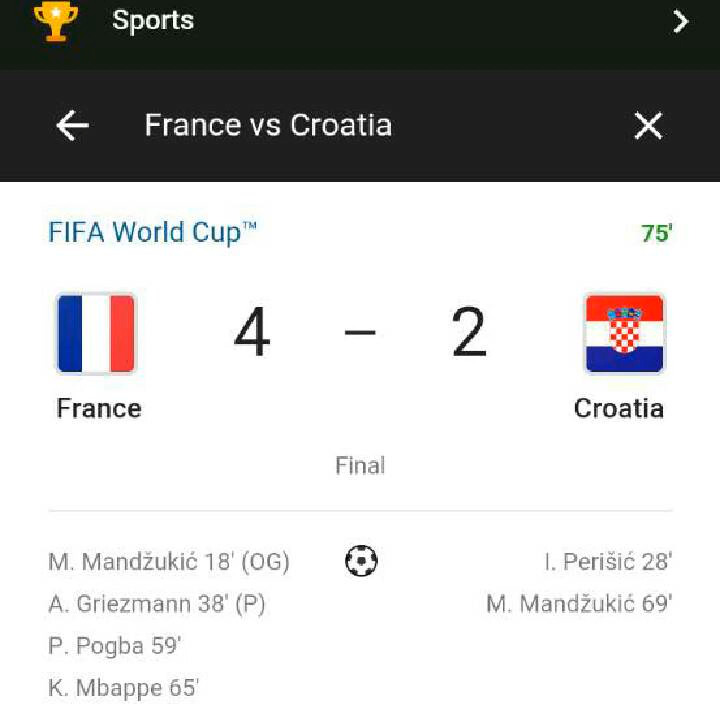 Sports
France vs Croatia
FIFA World Cup™ 75'
4 – 2
France Croatia
Final
M. Mandžukić 18' (OG) I. Perišić 28'
A. Griezmann 38' (P) M. Mandžukić 69'
P. Pogba 59'
K. Mbappe 65'